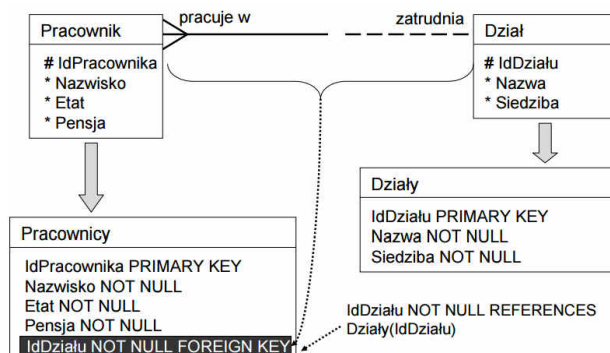 Pracownik
# IdPracownika
* Nazwisko
* Etat
* Pensja
pracuje w
zatrudnia
Dział
# IdDziału
* Nazwa
* Siedziba
Działy
IdDziału PRIMARY KEY
Nazwa NOT NULL
Siedziba NOT NULL
Pracownicy
IdPracownika PRIMARY KEY
Nazwisko NOT NULL
Etat NOT NULL
Pensja NOT NULL
IdDziału NOT NULL FOREIGN KEY
IdDziału NOT NULL REFERENCES
Działy(IdDziału)